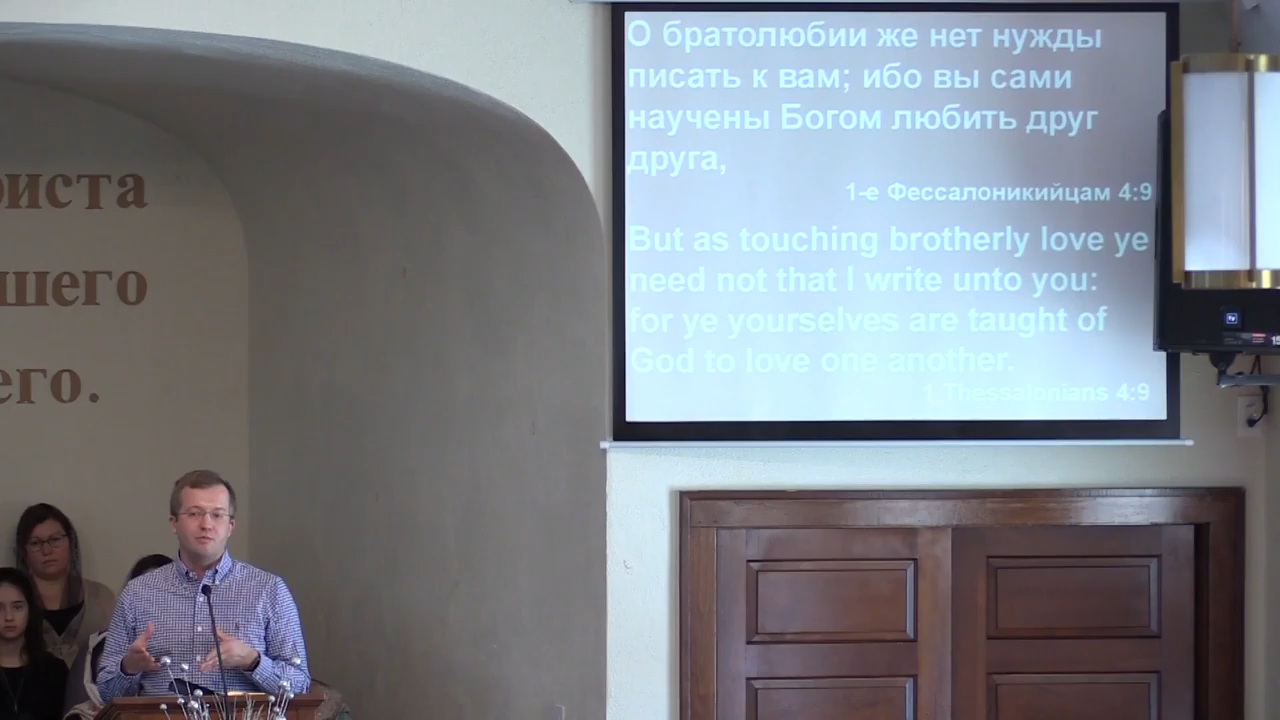 О братолюбии же нет нужды
писать к вам; ибо вы сами
научены Богом любить друг
друга,
1-е Фессалоникийцам 4:9
But as touching brotherly love ye
need not that I write unto you:
for ye yourselves are taught of
God to love one another.
1 Thessalonians 4:9
риста
шего
его.